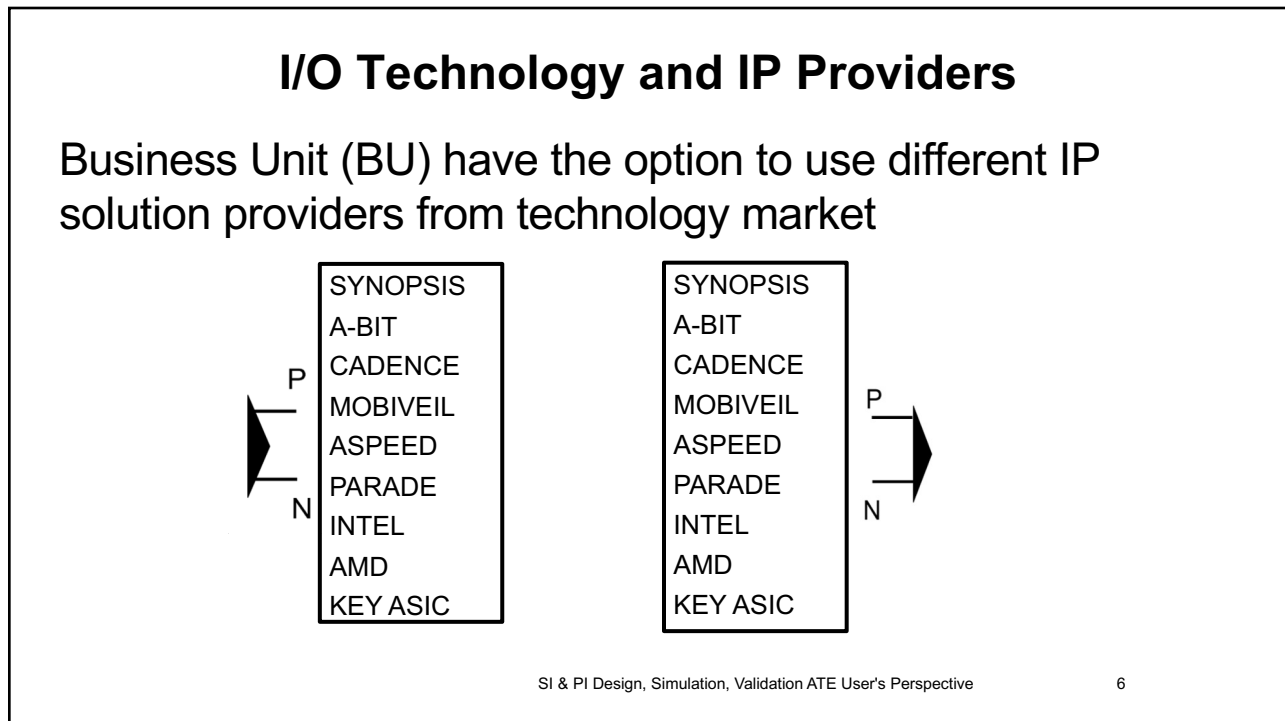 I/O Technology and IP Providers
Business Unit (BU) have the option to use different IP
solution providers from technology market
P
N
SYNOPSIS
A-BIT
CADENCE
MOBIVEIL
ASPEED
PARADE
INTEL
AMD
KEY ASIC
SYNOPSIS
A-BIT
CADENCE
MOBIVEIL
ASPEED
PARADE
INTEL
AMD
KEY ASIC
P
N
SI & PI Design, Simulation, Validation ATE User's Perspective
6